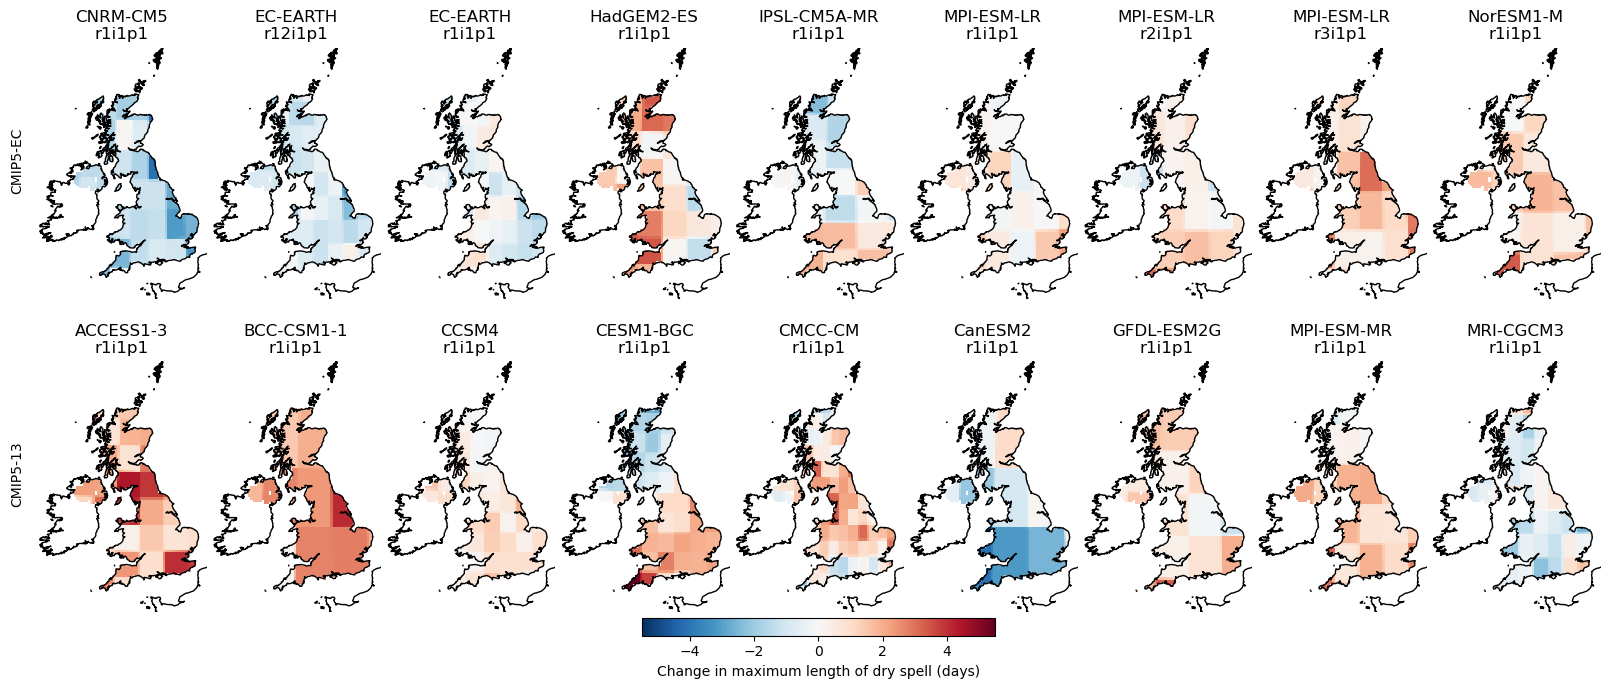 CNRM-CM5 EC-EARTH EC-EARTH HadGEM2-ES IPSL-CM5A-MR MPI-ESM-LR MPI-ESM-LR MPI-ESM-LR NorESM1-M
r1i1p1 r12i1p1 r1i1p1 r1i1p1 r1i1p1 r1i1p1 r2i1p1 r3i1p1 r1i1p1
CMIP5-EC
ACCESS1-3 BCC-CSM1-1 CCSM4 CESM1-BGC CMCC-CM CanESM2 GFDL-ESM2G MPI-ESM-MR MRI-CGCM3
r1i1p1 r1i1p1 r1i1p1 r1i1p1 r1i1p1 r1i1p1 r1i1p1 r1i1p1 r1i1p1
CMIP5-13
−4 −2 0 2 4
Change in maximum length of dry spell (days)